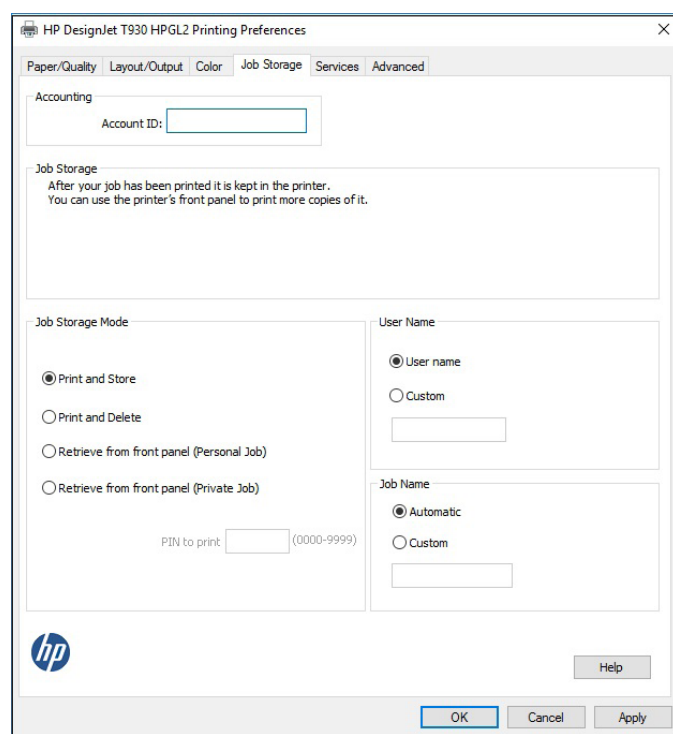 HP DesignJet T930 HPGL2 Printing Preferences
Paper/Quality Layout/Output Color Job Storage Services Advanced
Accounting
Account ID:
Job Storage
After your job has been printed it is kept in the printer.
You can use the printer's front panel to print more copies of it.
Job Storage Mode
Print and Store
Print and Delete
Retrieve from front panel (Personal Job)
Retrieve from front panel (Private Job)
PIN to print (0000-9999)
User Name
User name
Custom
Job Name
Automatic
Custom
hp
Help
OK Cancel Apply